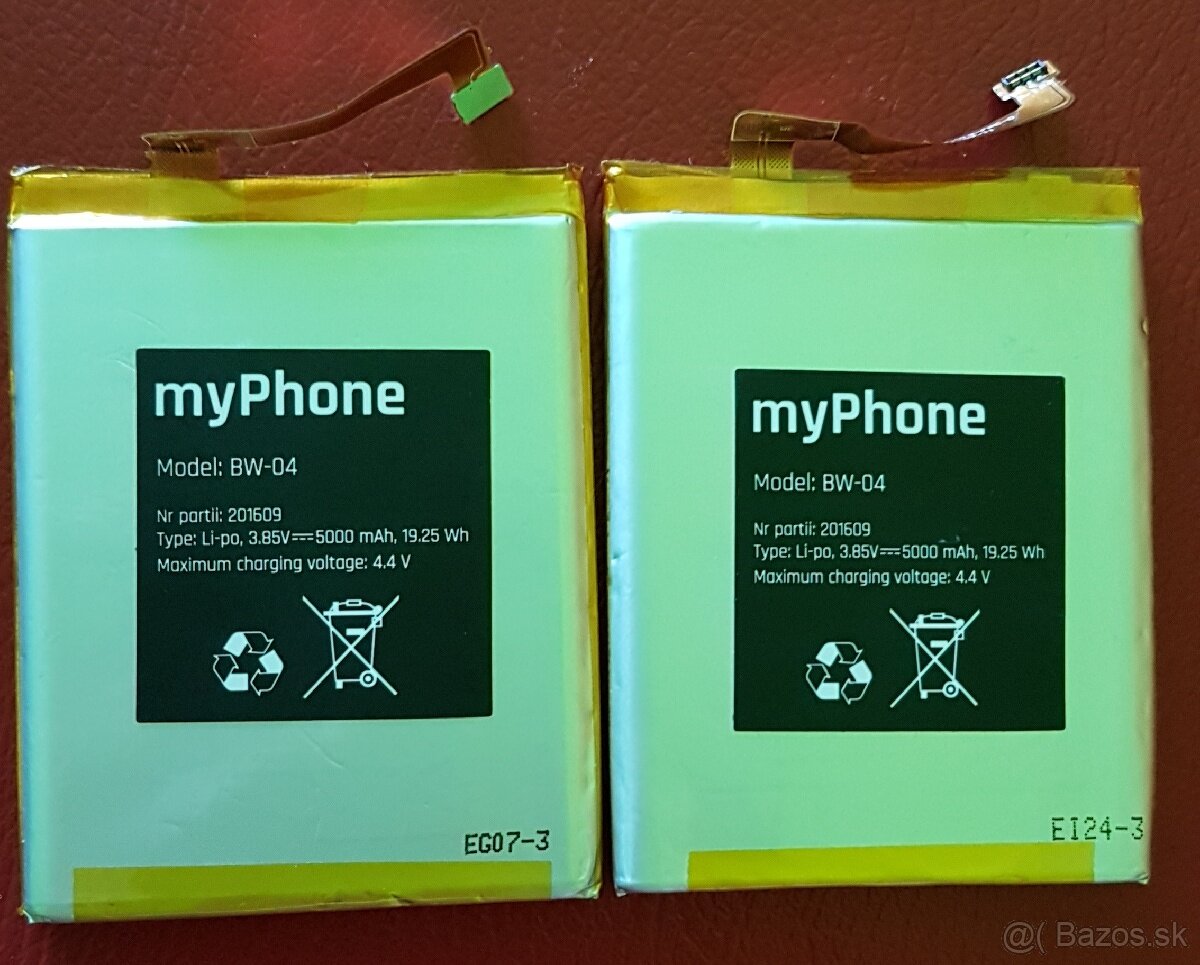 myPhone
Model: BW-04
Nr partii: 201609
Type: Li-po, 3.85V⎓5000 mAh, 19.25 Wh
Maximum charging voltage: 4.4 V
EG07-3
myPhone
Model: BW-04
Nr partii: 201609
Type: Li-po, 3.85V⎓5000 mAh, 19.25 Wh
Maximum charging voltage: 4.4 V
EI24-3
@( Bazos.sk